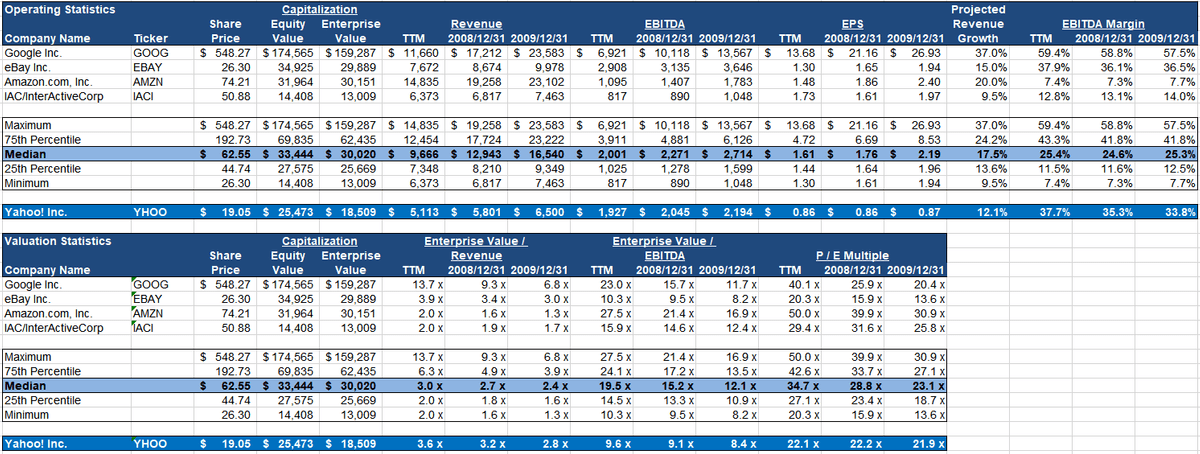 Operating Statistics Capitalization Projected
Share Equity Enterprise Revenue EBITDA EPS Revenue EBITDA Margin
Company Name Ticker Price Value Value TTM 2008/12/31 2009/12/31 TTM 2008/12/31 2009/12/31 TTM 2008/12/31 2009/12/31 Growth TTM 2008/12/31 2009/12/31
Google Inc. GOOG $ 548.27 $ 174,565 $ 159,287 $ 11,660 $ 17,212 $ 23,583 $ 6,921 $ 10,118 $ 13,567 $ 13.68 $ 21.16 $ 26.93 37.0% 59.4% 58.8% 57.5%
eBay Inc. EBAY 26.30 34,925 29,889 7,672 8,674 9,978 2,908 3,135 3,646 1.30 1.65 1.94 15.0% 37.9% 36.1% 36.5%
Amazon.com, Inc. AMZN 74.21 31,964 30,151 14,835 19,258 23,102 1,095 1,407 1,783 1.48 1.86 2.40 20.0% 7.4% 7.3% 7.7%
IAC/InterActiveCorp IACI 50.88 14,408 13,009 6,373 6,817 7,463 817 890 1,048 1.73 1.61 1.97 9.5% 12.8% 13.1% 14.0%
Maximum $ 548.27 $ 174,565 $ 159,287 $ 14,835 $ 19,258 $ 23,583 $ 6,921 $ 10,118 $ 13,567 $ 13.68 $ 21.16 $ 26.93 37.0% 59.4% 58.8% 57.5%
75th Percentile 192.73 69,835 62,435 12,454 17,724 23,222 3,911 4,881 6,126 4.72 6.69 8.53 24.2% 43.3% 41.8% 41.8%
Median $ 62.55 $ 33,444 $ 30,020 $ 9,666 $ 12,943 $ 16,540 $ 2,001 $ 2,271 $ 2,714 $ 1.61 $ 1.76 $ 2.19 17.5% 25.4% 24.6% 25.3%
25th Percentile 44.74 27,575 25,669 7,348 8,210 9,349 1,025 1,278 1,599 1.44 1.64 1.96 13.6% 11.5% 11.6% 12.5%
Minimum 26.30 14,408 13,009 6,373 6,817 7,463 817 890 1,048 1.30 1.61 1.94 9.5% 7.4% 7.3% 7.7%
Yahoo! Inc. YHOO $ 19.05 $ 25,473 $ 18,509 $ 5,113 $ 5,801 $ 6,500 $ 1,927 $ 2,045 $ 2,194 $ 0.86 $ 0.86 $ 0.87 12.1% 37.7% 35.3% 33.8%
Valuation Statistics Capitalization Enterprise Value / Enterprise Value /
Share Equity Enterprise Revenue EBITDA P / E Multiple
Company Name Price Value Value TTM 2008/12/31 2009/12/31 TTM 2008/12/31 2009/12/31 TTM 2008/12/31 2009/12/31
Google Inc. GOOG $ 548.27 $ 174,565 $ 159,287 13.7 x 9.3 x 6.8 x 23.0 x 15.7 x 11.7 x 40.1 x 25.9 x 20.4 x
eBay Inc. EBAY 26.30 34,925 29,889 3.9 x 3.4 x 3.0 x 10.3 x 9.5 x 8.2 x 20.3 x 15.9 x 13.6 x
Amazon.com, Inc. AMZN 74.21 31,964 30,151 2.0 x 1.6 x 1.3 x 27.5 x 21.4 x 16.9 x 50.0 x 39.9 x 30.9 x
IAC/InterActiveCorp IACI 50.88 14,408 13,009 2.0 x 1.9 x 1.7 x 15.9 x 14.6 x 12.4 x 29.4 x 31.6 x 25.8 x
Maximum $ 548.27 $ 174,565 $ 159,287 13.7 x 9.3 x 6.8 x 27.5 x 21.4 x 16.9 x 50.0 x 39.9 x 30.9 x
75th Percentile 192.73 69,835 62,435 6.3 x 4.9 x 3.9 x 24.1 x 17.2 x 13.5 x 42.6 x 33.7 x 27.1 x
Median $ 62.55 $ 33,444 $ 30,020 3.0 x 2.7 x 2.4 x 19.5 x 15.2 x 12.1 x 34.7 x 28.8 x 23.1 x
25th Percentile 44.74 27,575 25,669 2.0 x 1.8 x 1.6 x 14.5 x 13.3 x 10.9 x 27.1 x 23.4 x 18.7 x
Minimum 26.30 14,408 13,009 2.0 x 1.6 x 1.3 x 10.3 x 9.5 x 8.2 x 20.3 x 15.9 x 13.6 x
Yahoo! Inc. YHOO $ 19.05 $ 25,473 $ 18,509 3.6 x 3.2 x 2.8 x 9.6 x 9.1 x 8.4 x 22.1 x 22.2 x 21.9 x